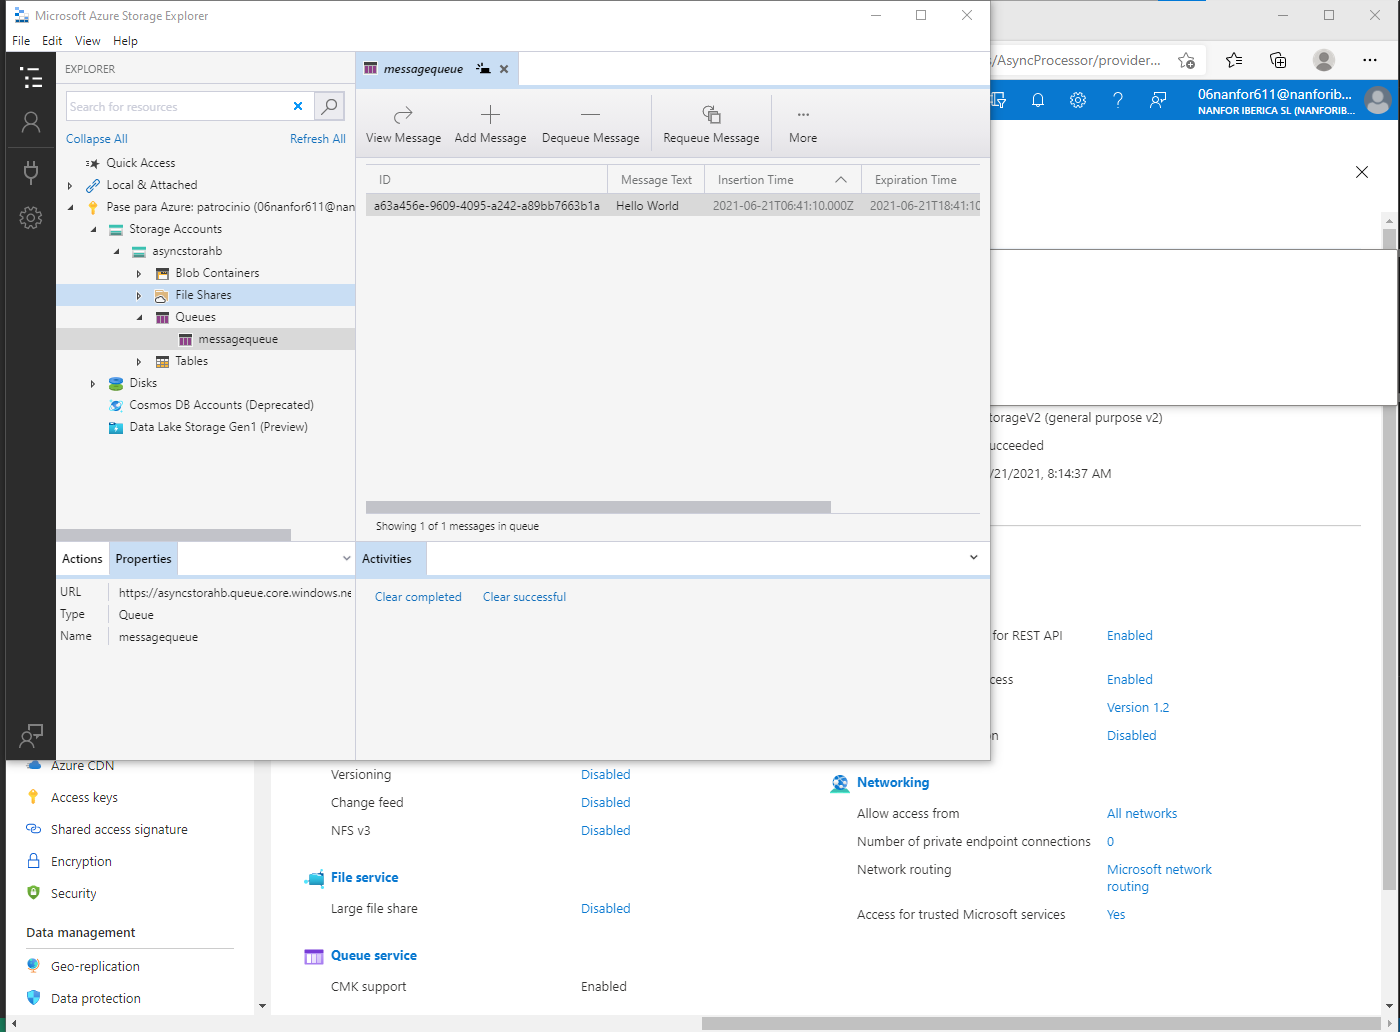 Microsoft Azure Storage Explorer
File Edit View Help
EXPLORER
Search for resources
Collapse All Refresh All
Quick Access
Local & Attached
Pase para Azure: patrocinio (06nanfor611@nan
Storage Accounts
asyncstorahb
Blob Containers
File Shares
Queues
messagequeue
Tables
Disks
Cosmos DB Accounts (Deprecated)
Data Lake Storage Gen1 (Preview)
messagequeue
View Message Add Message Dequeue Message Requeue Message More
ID Message Text Insertion Time Expiration Time
a63a456e-9609-4095-a242-a89bb7663b1a Hello World 2021-06-21T06:41:10.000Z 2021-06-21T18:41:10
Showing 1 of 1 messages in queue
Actions Properties
URL https://asyncstorahb.queue.core.windows.ne
Type Queue
Name messagequeue
Activities
Clear completed Clear successful
s/AsyncProcessor/provider...
06nanfor611@nanforib...
NANFOR IBERICA SL (NANFORIB...
torageV2 (general purpose v2)
ucceeded
/21/2021, 8:14:37 AM
for REST API Enabled
cess Enabled
Version 1.2
n Disabled
Azure CDN
Access keys
Shared access signature
Encryption
Security
Data management
Geo-replication
Data protection
Versioning Disabled
Change feed Disabled
NFS v3 Disabled
File service
Large file share Disabled
Queue service
CMK support Enabled
Networking
Allow access from All networks
Number of private endpoint connections 0
Network routing Microsoft network
routing
Access for trusted Microsoft services Yes